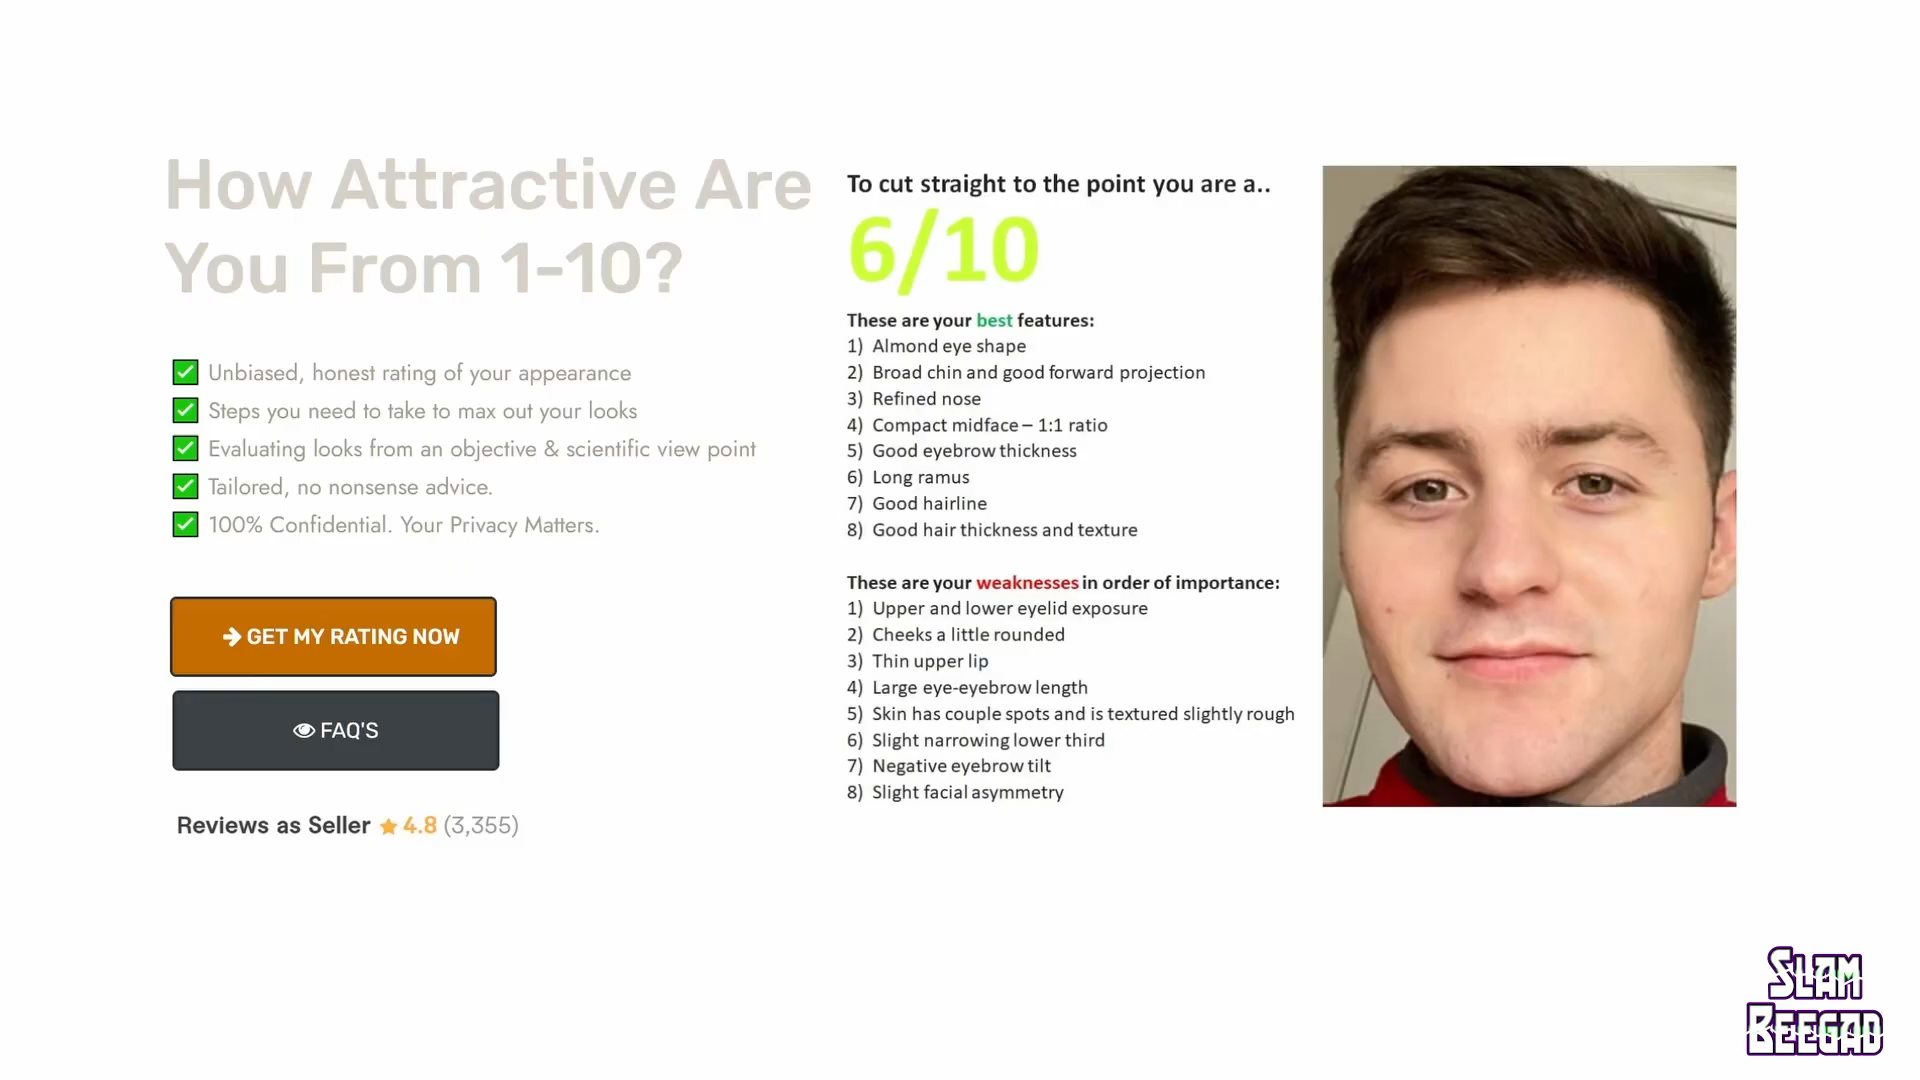 How Attractive Are
You From 1-10?
Unbiased, honest rating of your appearance
Steps you need to take to max out your looks
Evaluating looks from an objective & scientific view point
Tailored, no nonsense advice.
100% Confidential. Your Privacy Matters.
GET MY RATING NOW
FAQ'S
Reviews as Seller 4.8 (3,355)
To cut straight to the point you are a..
6/10
These are your best features:
1) Almond eye shape
2) Broad chin and good forward projection
3) Refined nose
4) Compact midface – 1:1 ratio
5) Good eyebrow thickness
6) Long ramus
7) Good hairline
8) Good hair thickness and texture
These are your weaknesses in order of importance:
1) Upper and lower eyelid exposure
2) Cheeks a little rounded
3) Thin upper lip
4) Large eye-eyebrow length
5) Skin has couple spots and is textured slightly rough
6) Slight narrowing lower third
7) Negative eyebrow tilt
8) Slight facial asymmetry
SLAM
BEEGAD